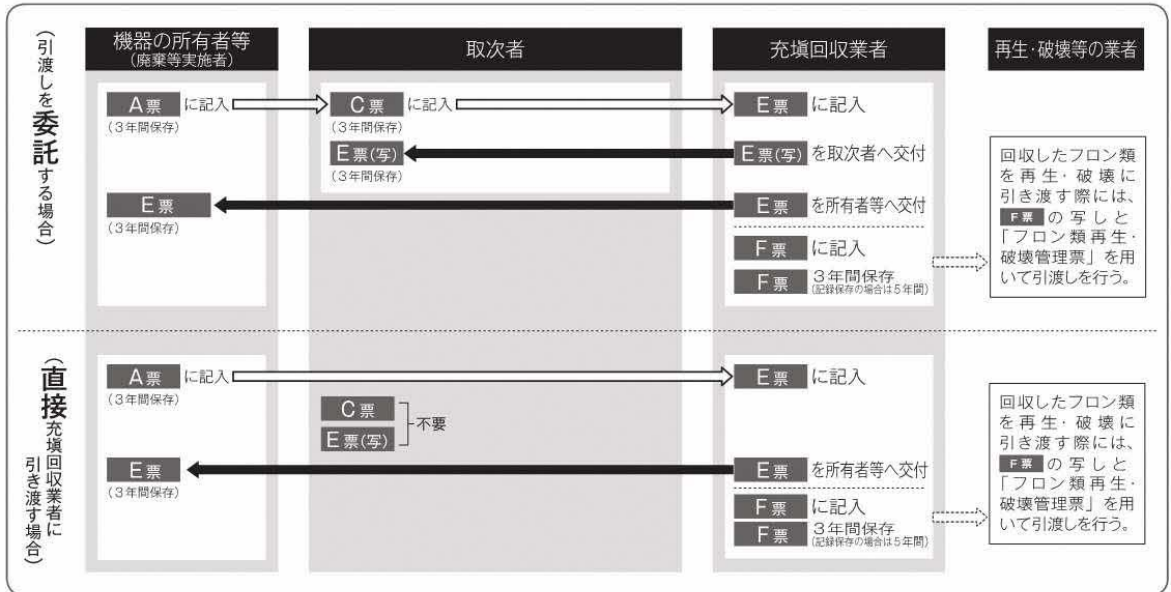 機器の所有者等
(廃棄等実施者)
取次者
充塡回収業者
再生・破壊等の業者
(引渡しを委託する場合)
A票 に記入
(3年間保存)
C票 に記入
(3年間保存)
E票 に記入
E票(写)
(3年間保存)
E票(写) を取次者へ交付
E票
(3年間保存)
E票 を所有者等へ交付
F票 に記入
F票 3年間保存
(記録保存の場合は5年間)
回収したフロン類
を再生・破壊に
引き渡す際には、
F票 の写しと
「フロン類再生・
破壊管理票」を用
いて引渡しを行う。
(直接充塡回収業者に
引き渡す場合)
A票 に記入
(3年間保存)
E票 に記入
C票
E票(写)
不要
E票
(3年間保存)
E票 を所有者等へ交付
F票 に記入
F票 3年間保存
(記録保存の場合は5年間)
回収したフロン類
を再生・破壊に
引き渡す際には、
F票 の写しと
「フロン類再生・
破壊管理票」を用
いて引渡しを行う。